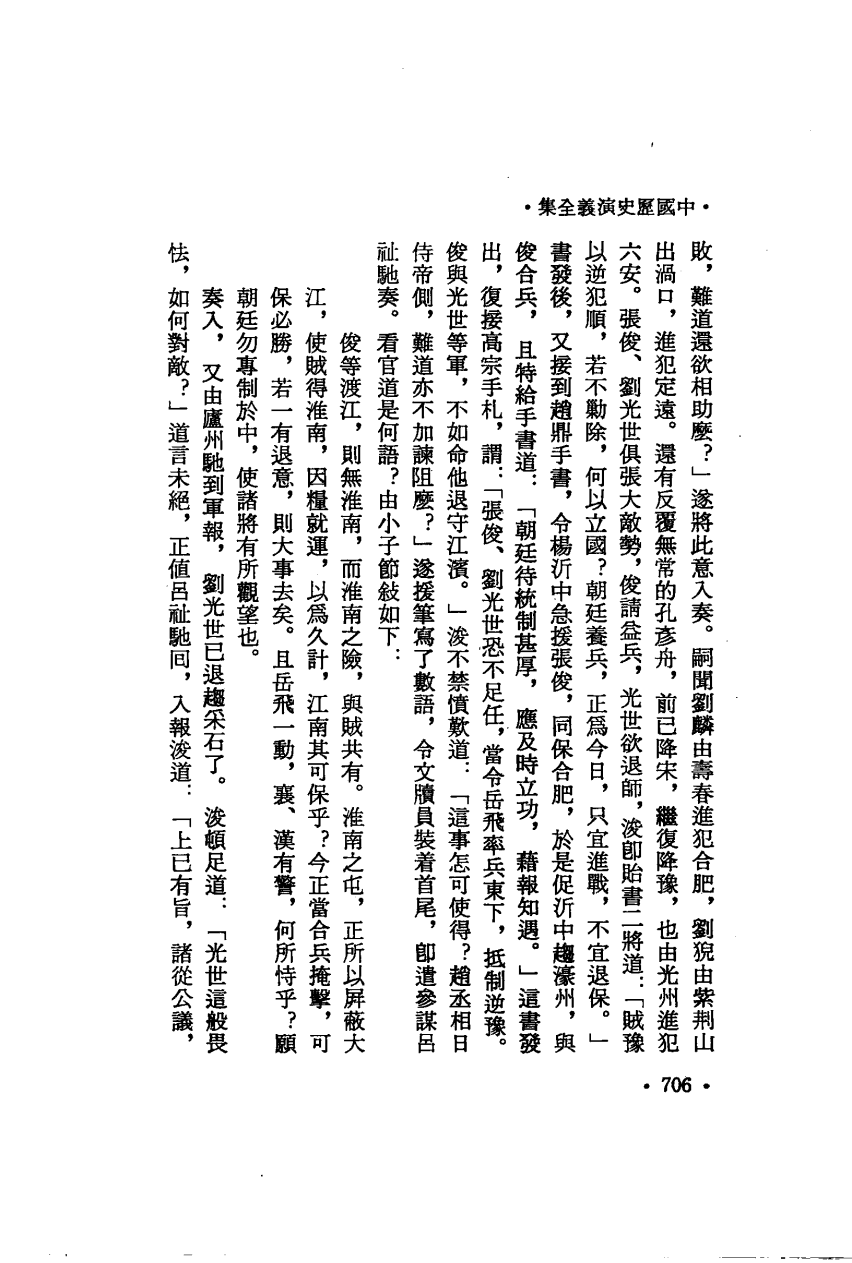 •中國歷史演義全集•
敗，難道還欲相助麼？」遂將此意入奏。嗣聞劉麟由壽春進犯合肥，劉猊由紫荆山
出渦口，進犯定遠。還有反覆無常的孔彥舟，前已降宋，繼復降豫，也由光州進犯
六安。張俊、劉光世俱張大敵勢，俊請益兵，光世欲退師，浚卽貽書二將道：「賊豫
以逆犯順，若不勦除，何以立國？朝廷養兵，正爲今日，只宜進戰，不宜退保。」
書發後，又接到趙鼎手書，令楊沂中急援張俊，同保合肥，於是促沂中趨濠州，與
俊合兵，且特給手書道：「朝廷待統制甚厚，應及時立功，藉報知遇。」這書發
出，復接高宗手札，謂：「張俊、劉光世恐不足任，當令岳飛率兵東下，抵制逆豫。
俊與光世等軍，不如命他退守江濱。」浚不禁憤歎道：「這事怎可使得？趙丞相日
侍帝側，難道亦不加諫阻麼？」遂援筆寫了數語，令文牘員裝着首尾，卽遣參謀呂
祉馳奏。看官道是何語？由小子節敍如下：
俊等渡江，則無淮南，而淮南之險，與賊共有。淮南之屯，正所以屏蔽大
江，使賊得淮南，因糧就運，以爲久計，江南其可保乎？今正當合兵掩擊，可
保必勝，若一有退意，則大事去矣。且岳飛一動，襄、漢有警，何所恃乎？願
朝廷勿專制於中，使諸將有所觀望也。
奏入，又由廬州馳到軍報，劉光世已退趨采石了。浚頓足道：「光世這般畏
怯，如何對敵？」道言未絕，正值呂祉馳回，入報浚道：「上已有旨，諸從公議，
•706•